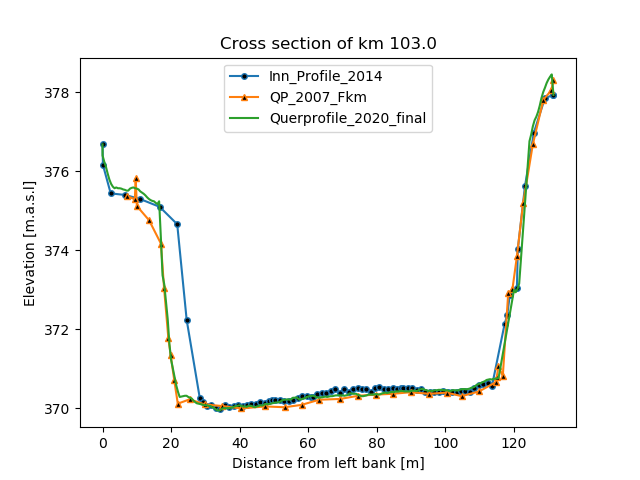 Cross section of km 103.0
Inn_Profile_2014
QP_2007_Fkm
Querprofile_2020_final
378
376
374
372
370
Elevation [m.a.s.l]
0 20 40 60 80 100 120
Distance from left bank [m]